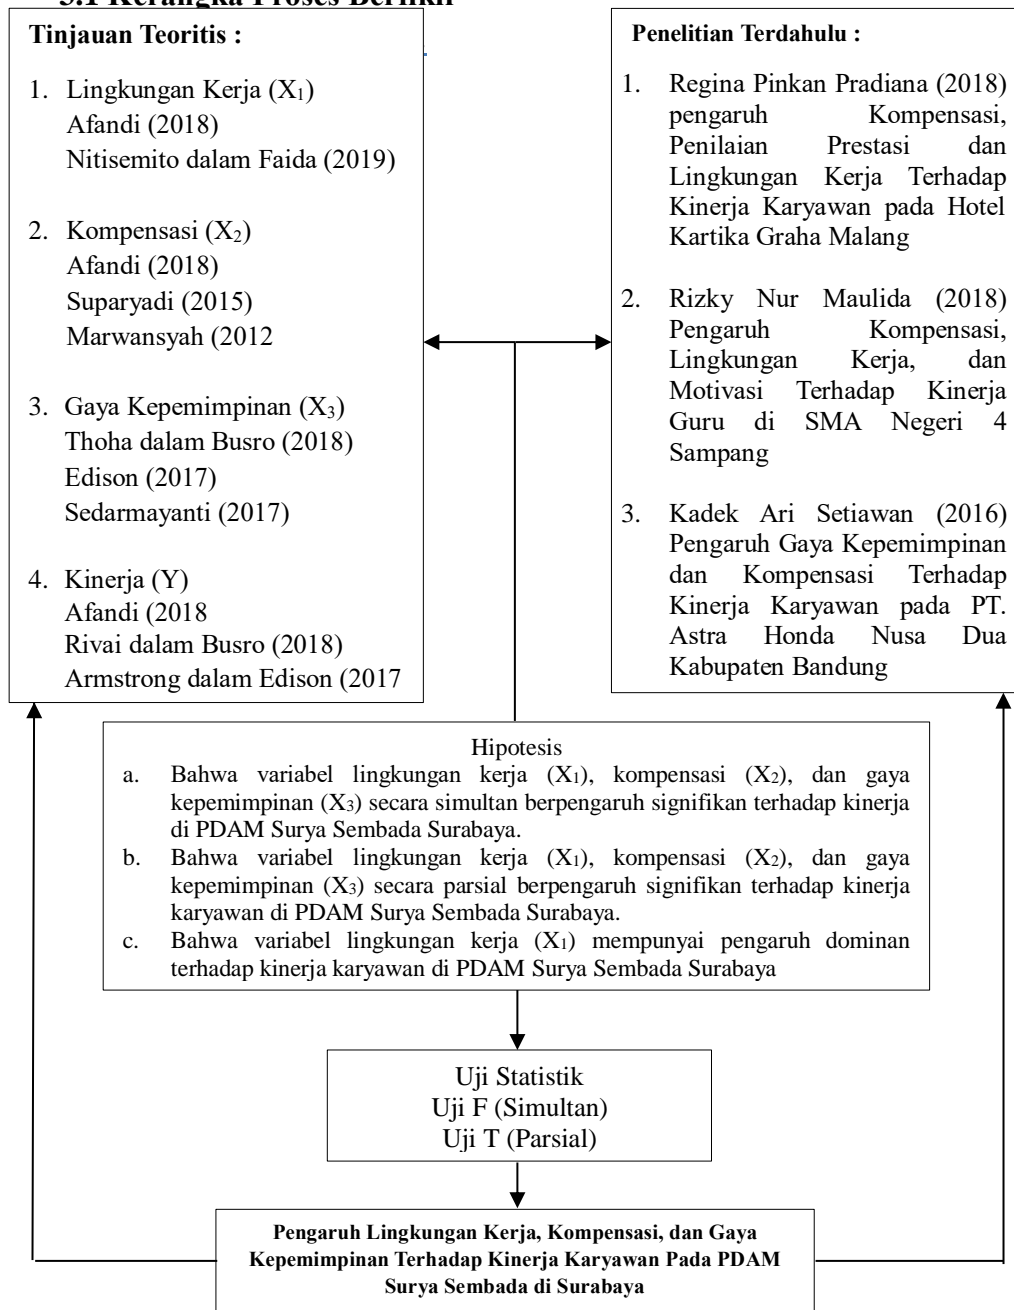 3.1 Kerangka Proses Berfikir
Tinjauan Teoritis :
1. Lingkungan Kerja (X₁)
Afandi (2018)
Nitisemito dalam Faida (2019)
2. Kompensasi (X₂)
Afandi (2018)
Suparyadi (2015)
Marwansyah (2012
3. Gaya Kepemimpinan (X₃)
Thoha dalam Busro (2018)
Edison (2017)
Sedarmayanti (2017)
4. Kinerja (Y)
Afandi (2018
Rivai dalam Busro (2018)
Armstrong dalam Edison (2017
Penelitian Terdahulu :
1. Regina Pinkan Pradiana (2018)
pengaruh Kompensasi,
Penilaian Prestasi dan
Lingkungan Kerja Terhadap
Kinerja Karyawan pada Hotel
Kartika Graha Malang
2. Rizky Nur Maulida (2018)
Pengaruh Kompensasi,
Lingkungan Kerja, dan
Motivasi Terhadap Kinerja
Guru di SMA Negeri 4
Sampang
3. Kadek Ari Setiawan (2016)
Pengaruh Gaya Kepemimpinan
dan Kompensasi Terhadap
Kinerja Karyawan pada PT.
Astra Honda Nusa Dua
Kabupaten Bandung
Hipotesis
a. Bahwa variabel lingkungan kerja (X₁), kompensasi (X₂), dan gaya
kepemimpinan (X₃) secara simultan berpengaruh signifikan terhadap kinerja
di PDAM Surya Sembada Surabaya.
b. Bahwa variabel lingkungan kerja (X₁), kompensasi (X₂), dan gaya
kepemimpinan (X₃) secara parsial berpengaruh signifikan terhadap kinerja
karyawan di PDAM Surya Sembada Surabaya.
c. Bahwa variabel lingkungan kerja (X₁) mempunyai pengaruh dominan
terhadap kinerja karyawan di PDAM Surya Sembada Surabaya
Uji Statistik
Uji F (Simultan)
Uji T (Parsial)
Pengaruh Lingkungan Kerja, Kompensasi, dan Gaya
Kepemimpinan Terhadap Kinerja Karyawan Pada PDAM
Surya Sembada di Surabaya